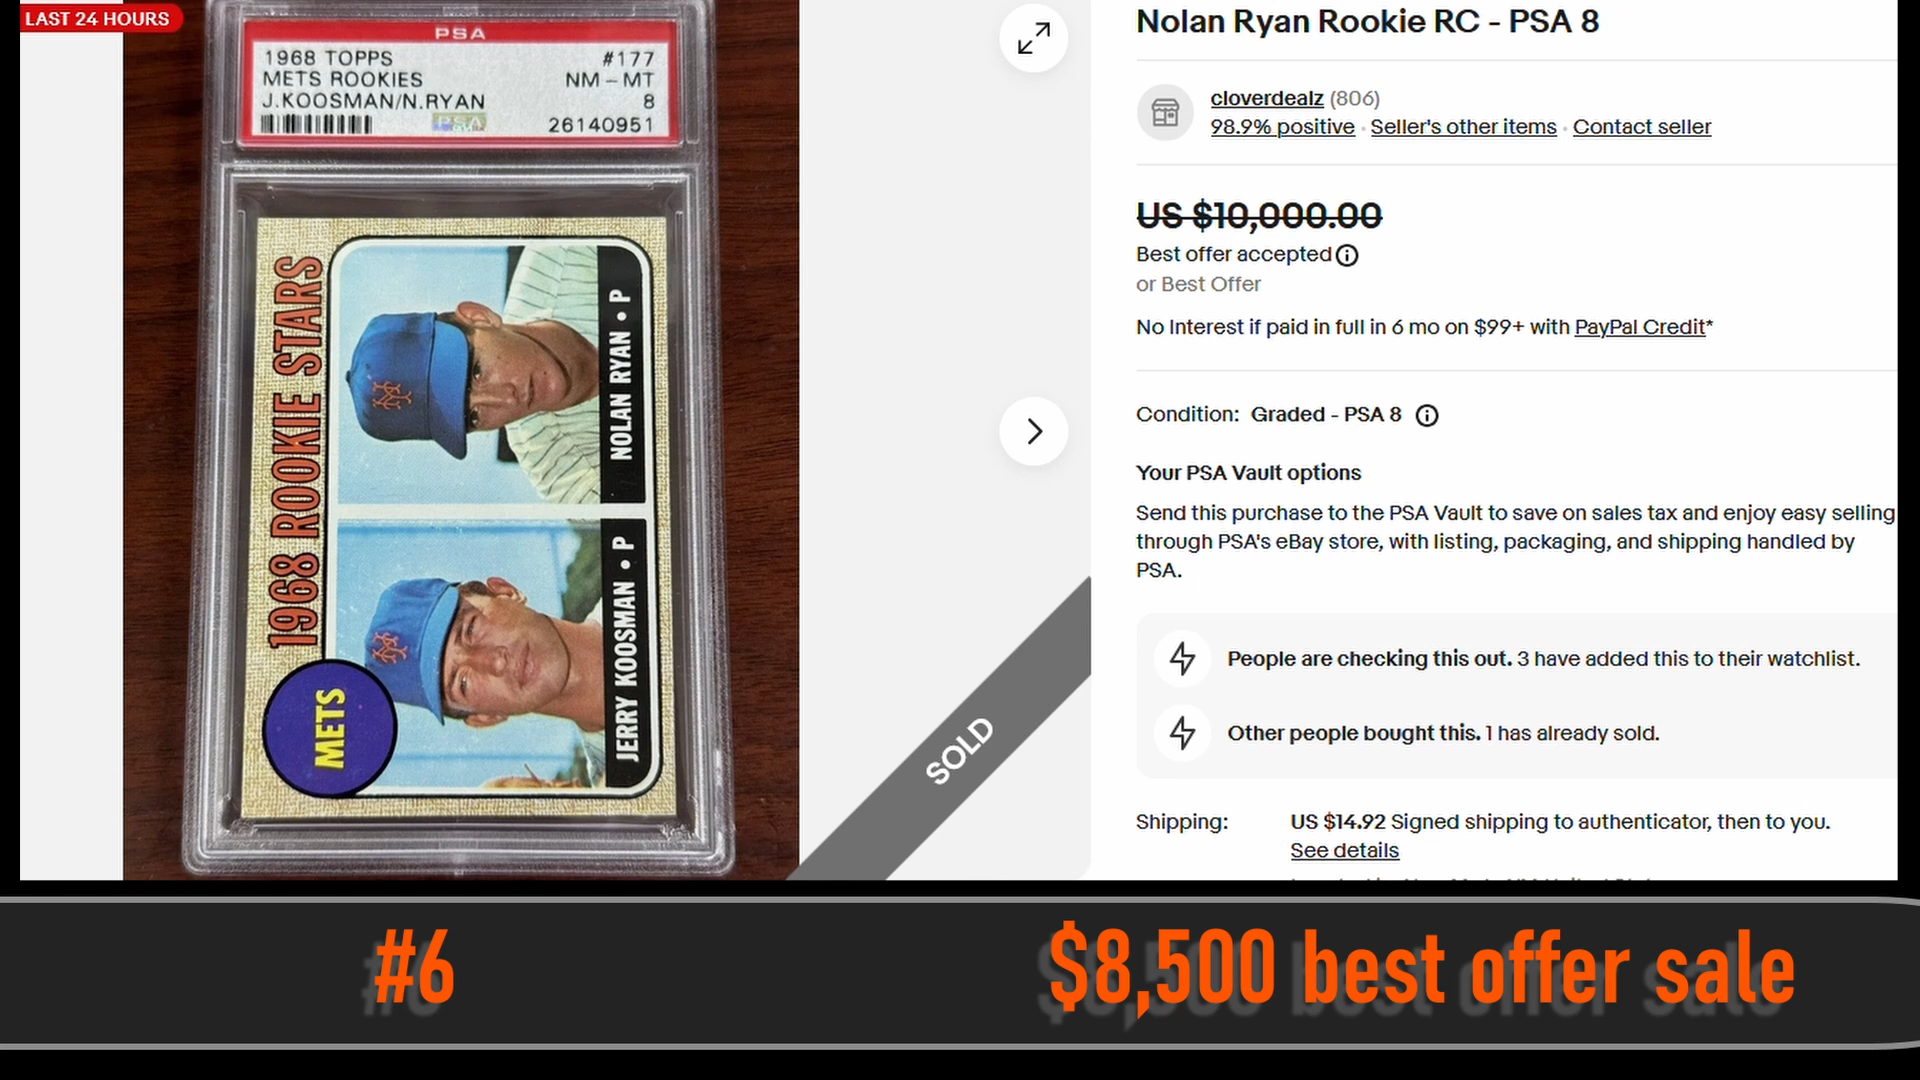 LAST 24 HOURS
PSA
1968 TOPPS #177
METS ROOKIES NM - MT
J.KOOSMAN/N.RYAN 8
PSA 26140951
1968 ROOKIE STARS
NOLAN RYAN • P
JERRY KOOSMAN • P
METS
SOLD
Nolan Ryan Rookie RC - PSA 8
cloverdealz (806)
98.9% positive · Seller's other items · Contact seller
US $10,000.00
Best offer accepted
or Best Offer
No Interest if paid in full in 6 mo on $99+ with PayPal Credit*
Condition: Graded - PSA 8
Your PSA Vault options
Send this purchase to the PSA Vault to save on sales tax and enjoy easy selling
through PSA's eBay store, with listing, packaging, and shipping handled by
PSA.
People are checking this out. 3 have added this to their watchlist.
Other people bought this. 1 has already sold.
Shipping: US $14.92 Signed shipping to authenticator, then to you.
See details
#6 $8,500 best offer sale